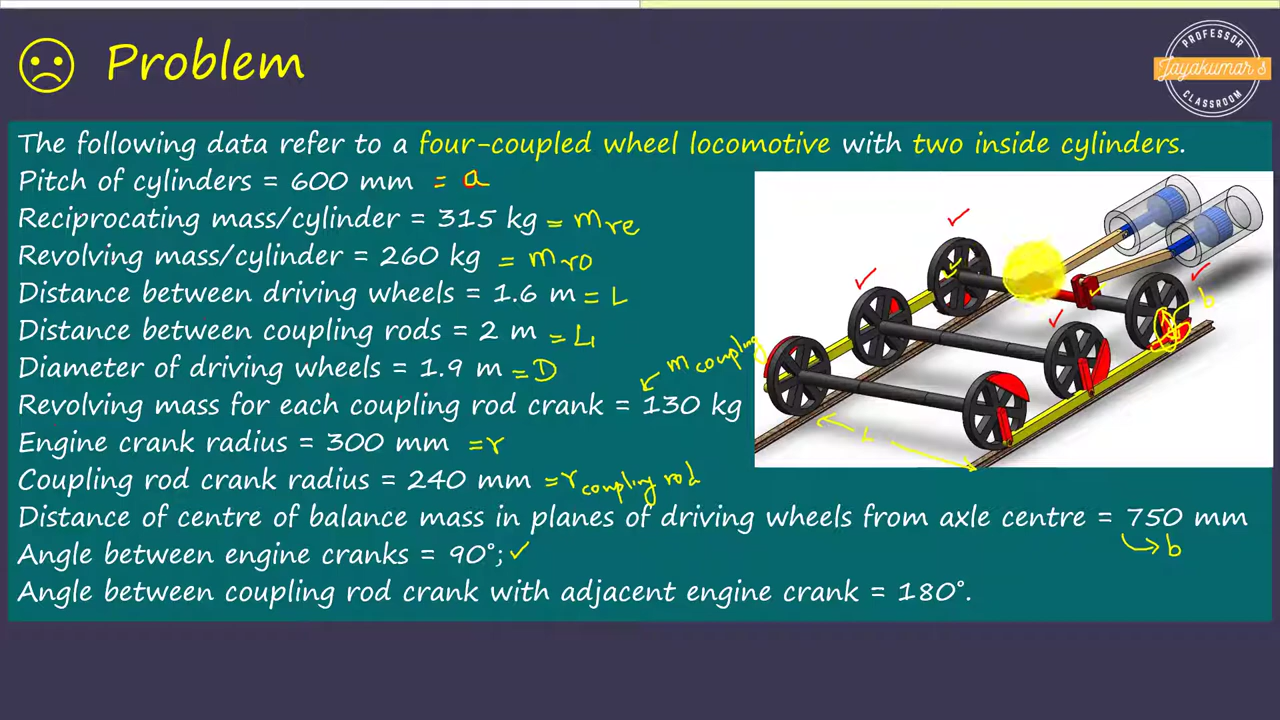 Problem
PROFESSOR
Jayakumar's
CLASSROOM
The following data refer to a four-coupled wheel locomotive with two inside cylinders.
Pitch of cylinders = 600 mm = a
Reciprocating mass/cylinder = 315 kg = m re
Revolving mass/cylinder = 260 kg = m ro
Distance between driving wheels = 1.6 m = L
Distance between coupling rods = 2 m = L1
Diameter of driving wheels = 1.9 m = D
m coupling
Revolving mass for each coupling rod crank = 130 kg
Engine crank radius = 300 mm = r
Coupling rod crank radius = 240 mm = r coupling rod
Distance of centre of balance mass in planes of driving wheels from axle centre = 750 mm
b
Angle between engine cranks = 90°;
Angle between coupling rod crank with adjacent engine crank = 180°.
b
L